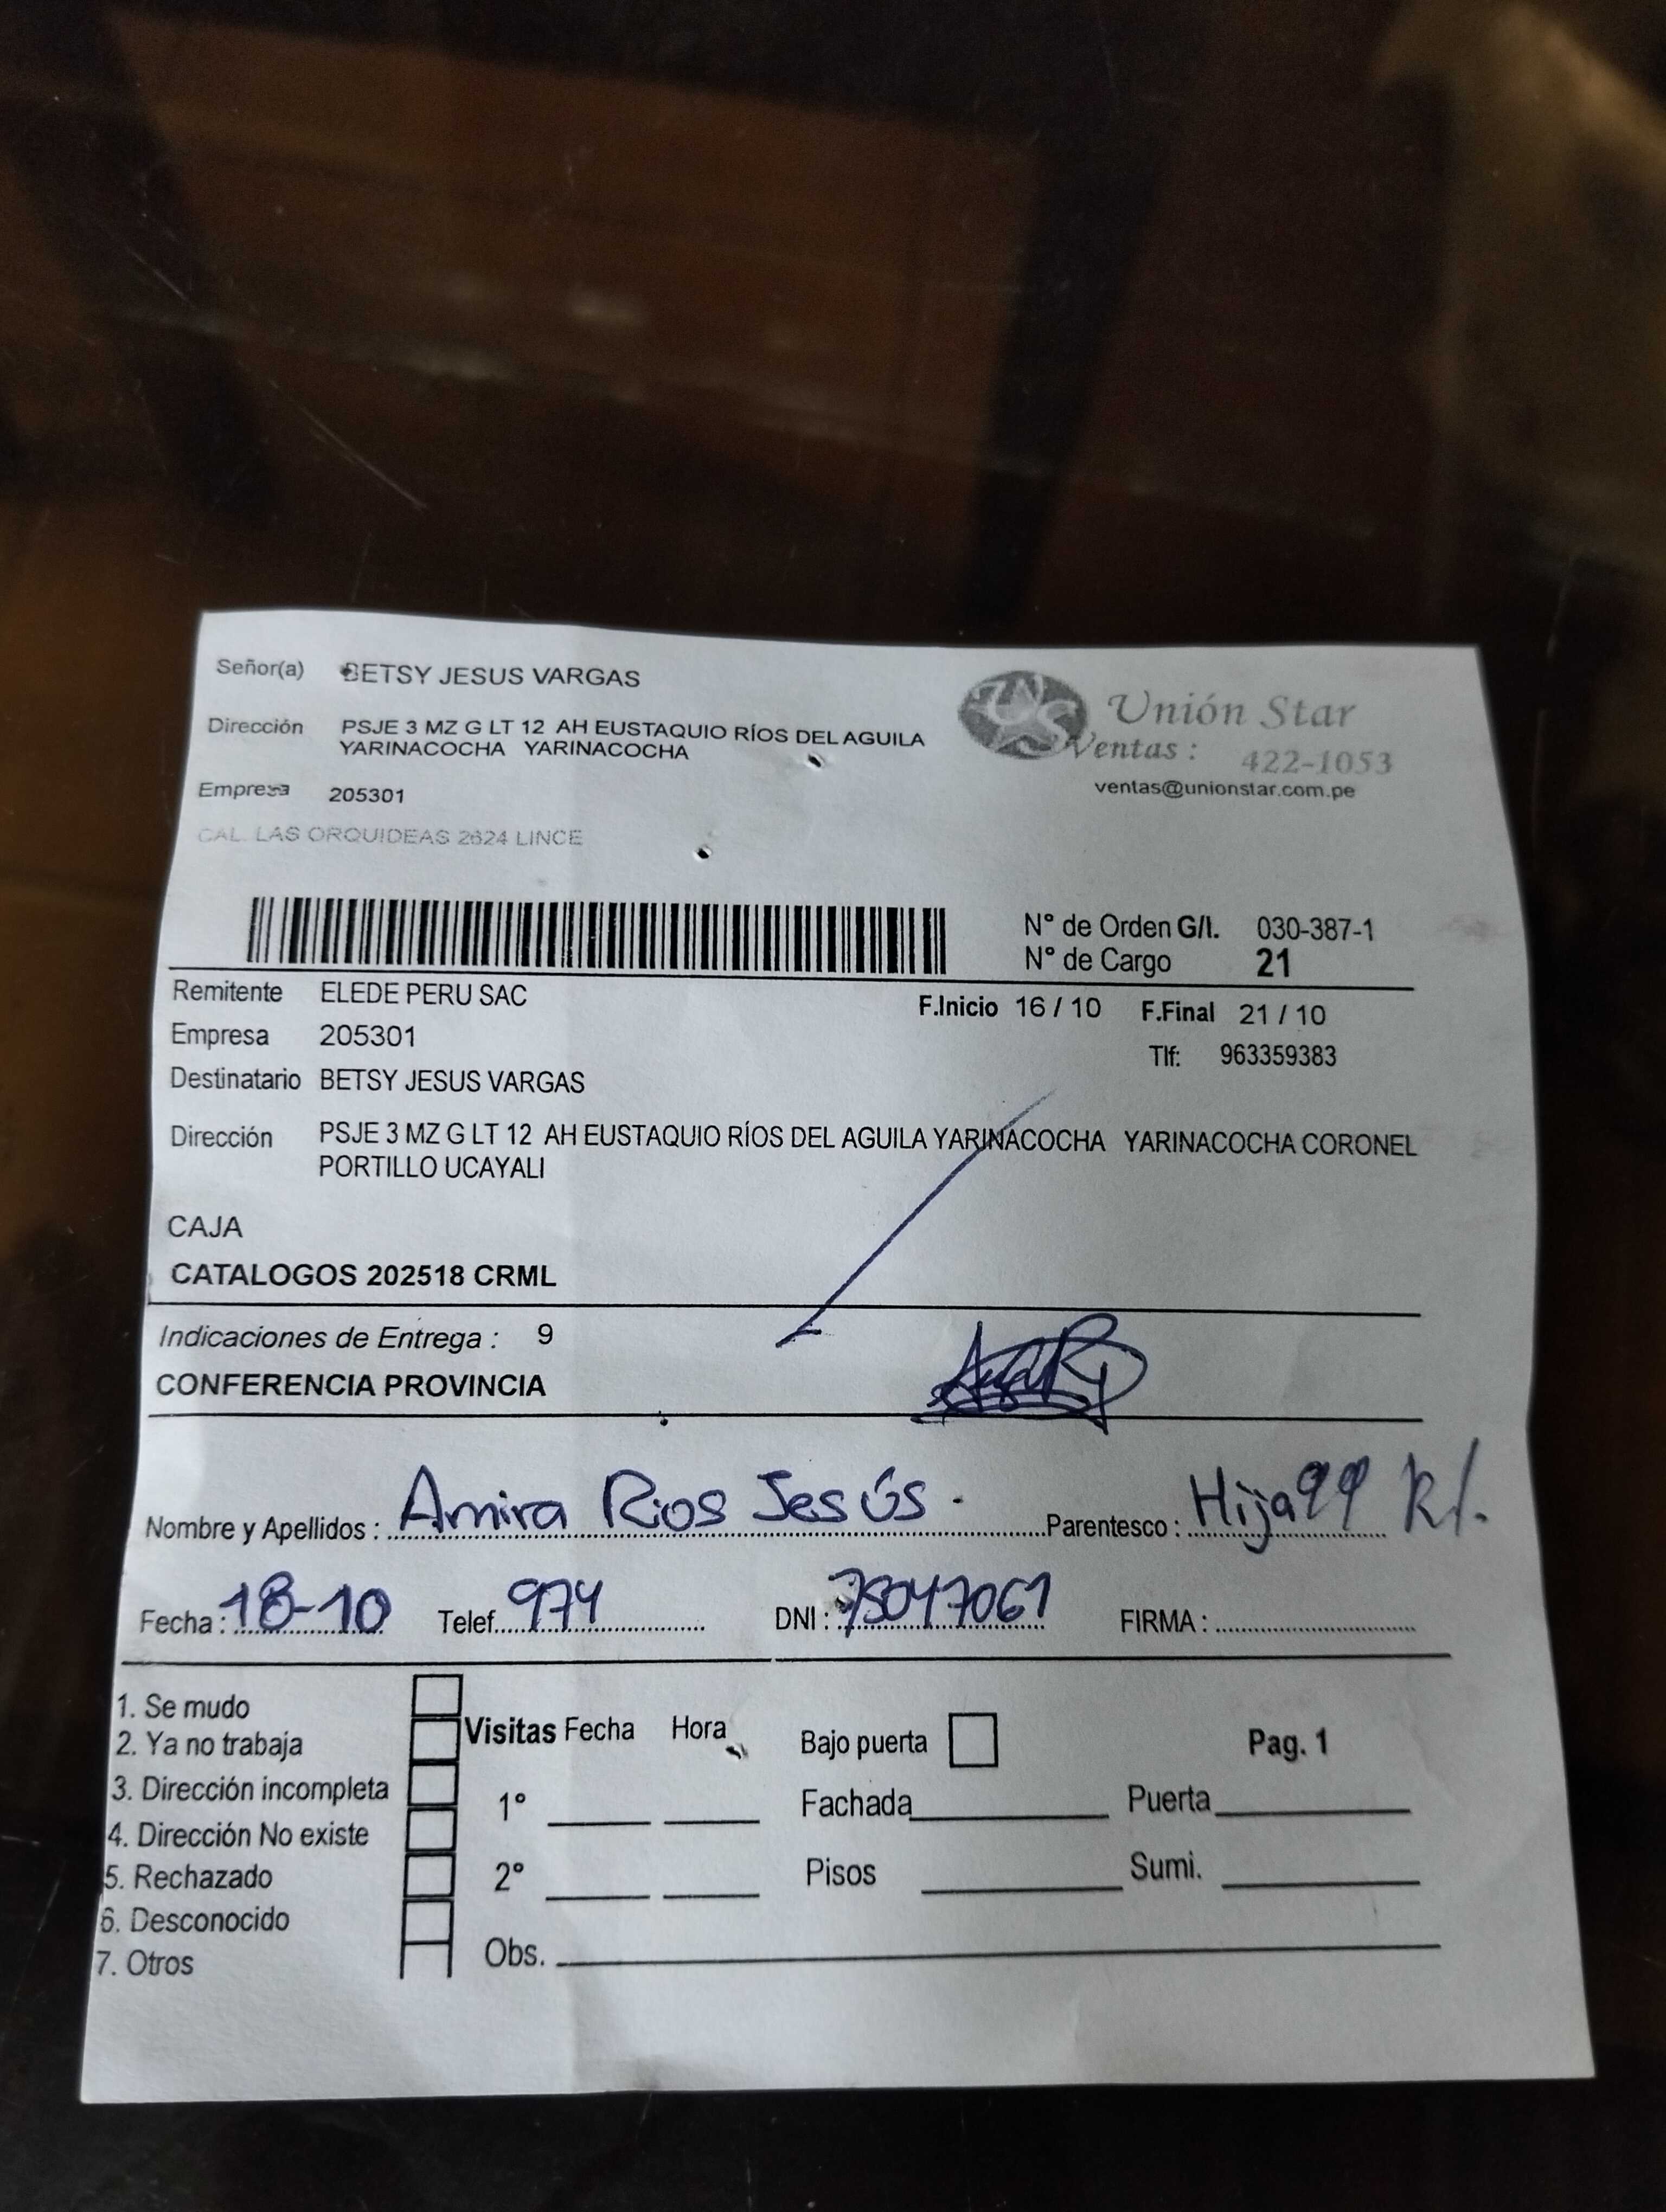 Señor(a) BETSY JESUS VARGAS
Unión Star
Dirección PSJE 3 MZ G LT 12 AH EUSTAQUIO RÍOS DEL AGUILA
YARINACOCHA YARINACOCHA
Ventas : 422-1053
ventas@unionstar.com.pe
Empresa 205301
CAL. LAS ORQUIDEAS 2624 LINCE
N° de Orden G/I. 030-387-1
N° de Cargo 21
Remitente ELEDE PERU SAC
F.Inicio 16 / 10 F.Final 21 / 10
Empresa 205301
Tlf: 963359383
Destinatario BETSY JESUS VARGAS
Dirección PSJE 3 MZ G LT 12 AH EUSTAQUIO RÍOS DEL AGUILA YARINACOCHA YARINACOCHA CORONEL
PORTILLO UCAYALI
CAJA
CATALOGOS 202518 CRML
Indicaciones de Entrega : 9
CONFERENCIA PROVINCIA
Nombre y Apellidos : Amira Rios Jesús. Parentesco : Hija
Fecha : 18-10 Telef. 974 DNI : 75047061 FIRMA :
1. Se mudo
2. Ya no trabaja
3. Dirección incompleta
4. Dirección No existe
5. Rechazado
6. Desconocido
7. Otros
Visitas Fecha Hora
1°
2°
Obs.
Bajo puerta
Pag. 1
Fachada Puerta
Pisos Sumi.